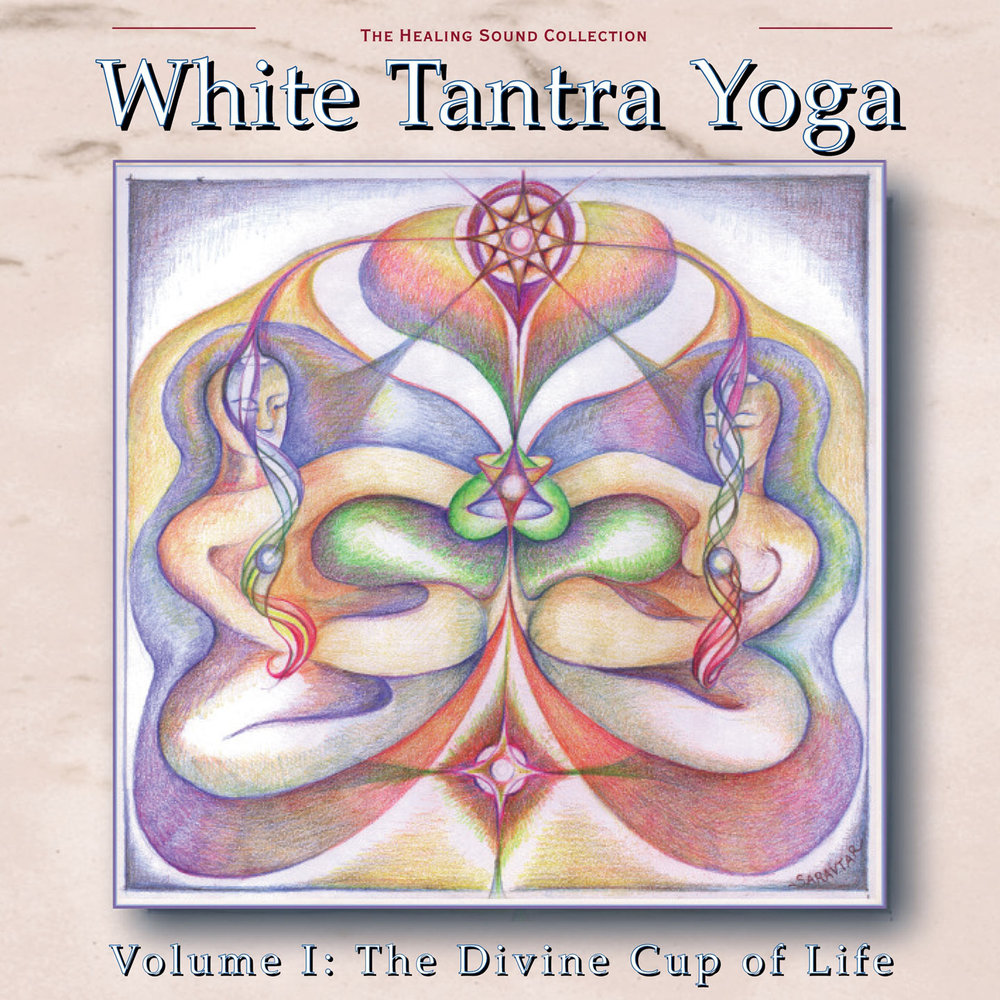 The Healing Sound Collection
White Tantra Yoga
~SARAVTAR
Volume I: The Divine Cup of Life